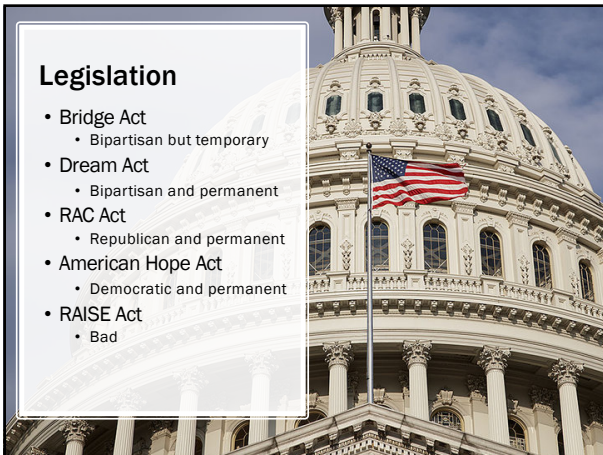 Legislation
• Bridge Act
• Bipartisan but temporary
• Dream Act
• Bipartisan and permanent
• RAC Act
• Republican and permanent
• American Hope Act
• Democratic and permanent
• RAISE Act
• Bad